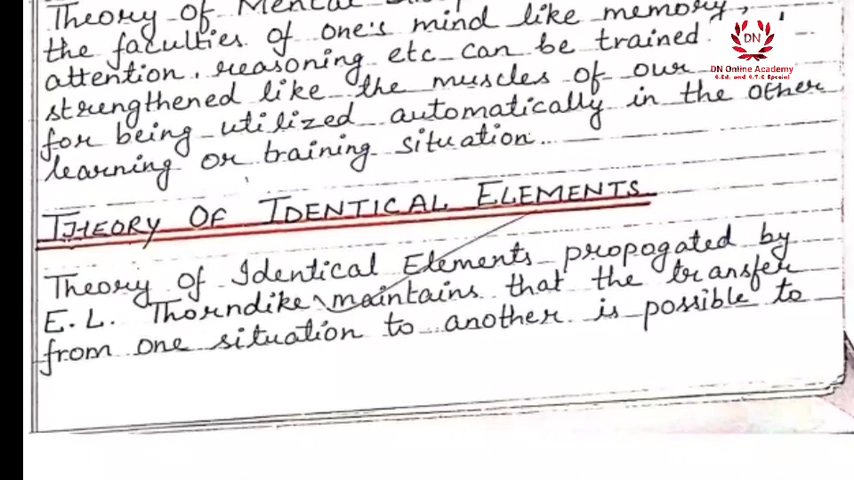 Theory of Mental
the faculties of one's mind like memory,
attention, reasoning etc can be trained
strengthened like the muscles of our
for being utilized automatically in the other
learning or training situation.
THEORY OF IDENTICAL ELEMENTS
Theory of Identical Elements propogated by
E. L. Thorndike maintains that the transfer
from one situation to another is possible to
DN
DN Online Academy
B.Ed. and B.T.C Special